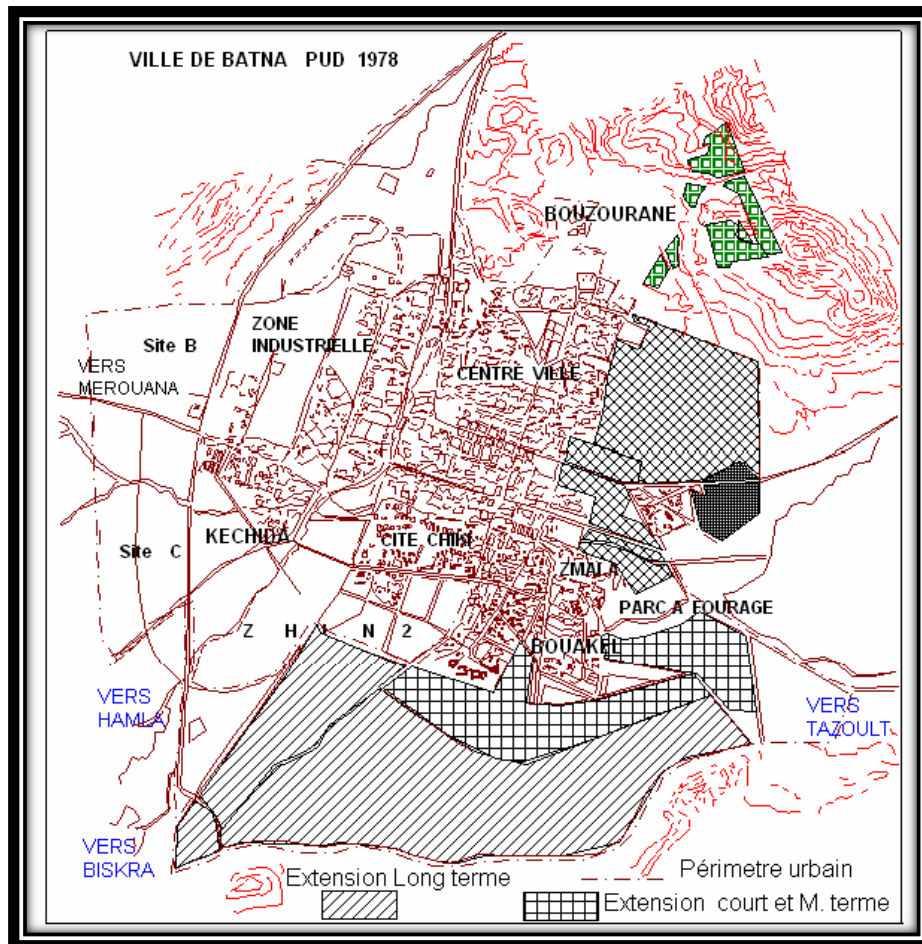 VILLE DE BATNA PUD 1978
BOUZOURANE
ZONE
INDUSTRIELLE
Site B
VERS
MEROUANA
CENTRE VILLE
KECHIDA
CITE CHIKI
Site C
ZMALA
PARC A FOURAGE
Z H U N 2
BOUAKEL
VERS
HAMLA
VERS
TAZOULT
VERS
BISKRA
Extension Long terme
Périmetre urbain
Extension court et M. terme